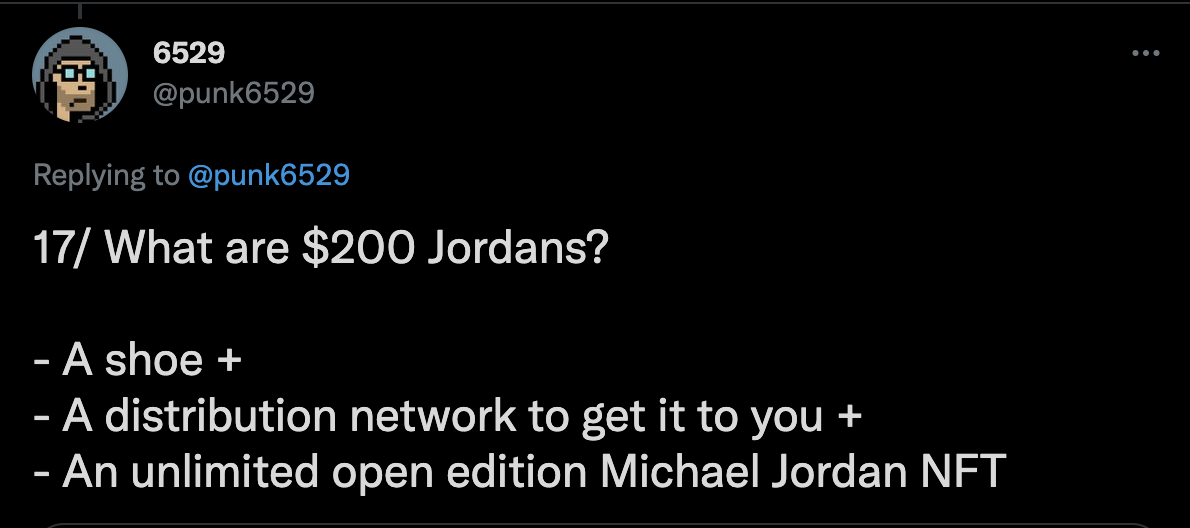 6529
@punk6529
Replying to @punk6529
17/ What are $200 Jordans?
- A shoe +
- A distribution network to get it to you +
- An unlimited open edition Michael Jordan NFT